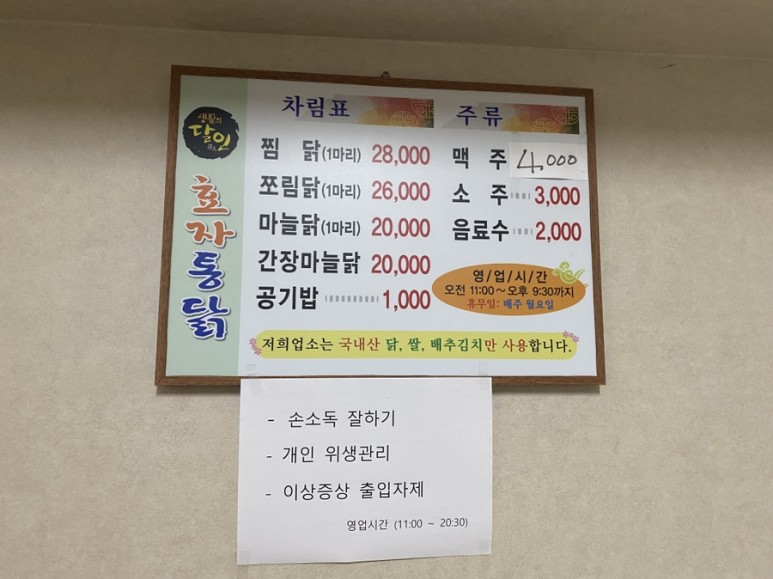 생활의
달인
효자통닭
차림표
찜 닭(1마리) 28,000
쪼림닭(1마리) 26,000
마늘닭(1마리) 20,000
간장마늘닭 20,000
공기밥 1,000
주류
맥 주 4,000
소 주 3,000
음료수 2,000
영/업/시/간
오전 11:00~오후 9:30까지
휴무일: 매주 월요일
저희업소는 국내산 닭, 쌀, 배추김치만 사용합니다.
- 손소독 잘하기
- 개인 위생관리
- 이상증상 출입자제
영업시간 (11:00 ~ 20:30)